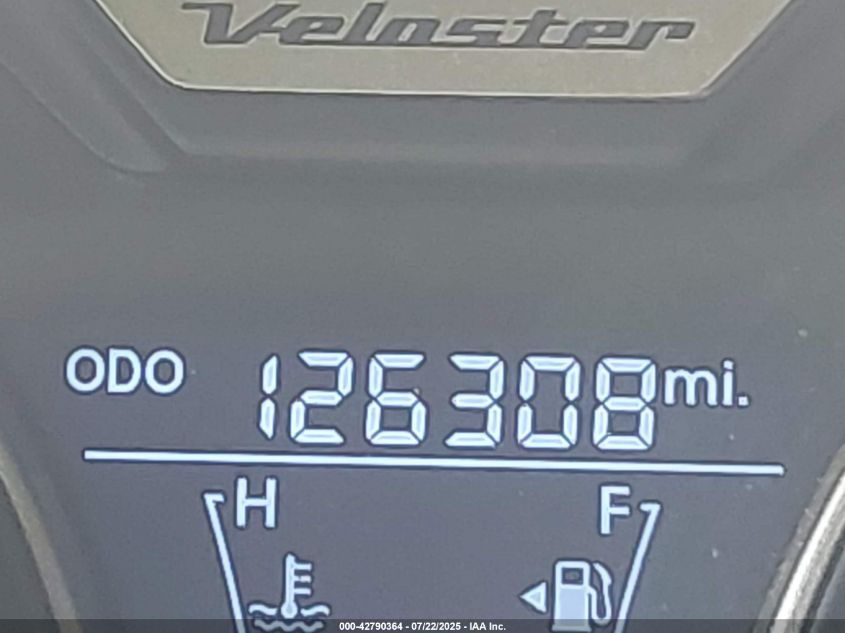 Veloster
ODO 126308 mi.
H F
000-42790364 - 07/22/2025 - IAA Inc.